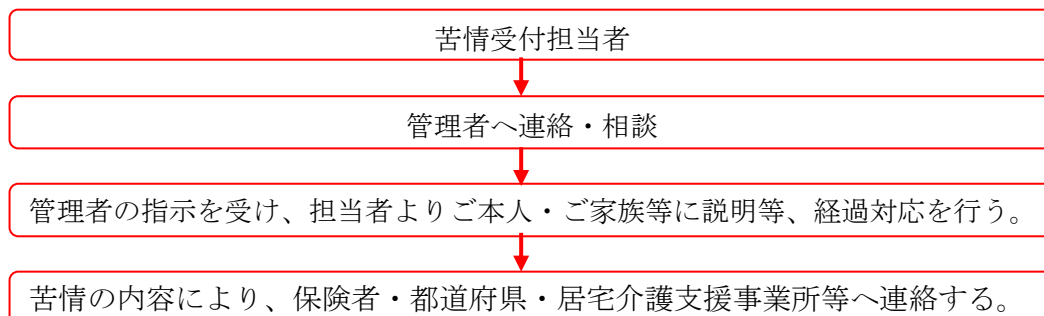 苦情受付担当者
管理者へ連絡・相談
管理者の指示を受け、担当者よりご本人・ご家族等に説明等、経過対応を行う。
苦情の内容により、保険者・都道府県・居宅介護支援事業所等へ連絡する。